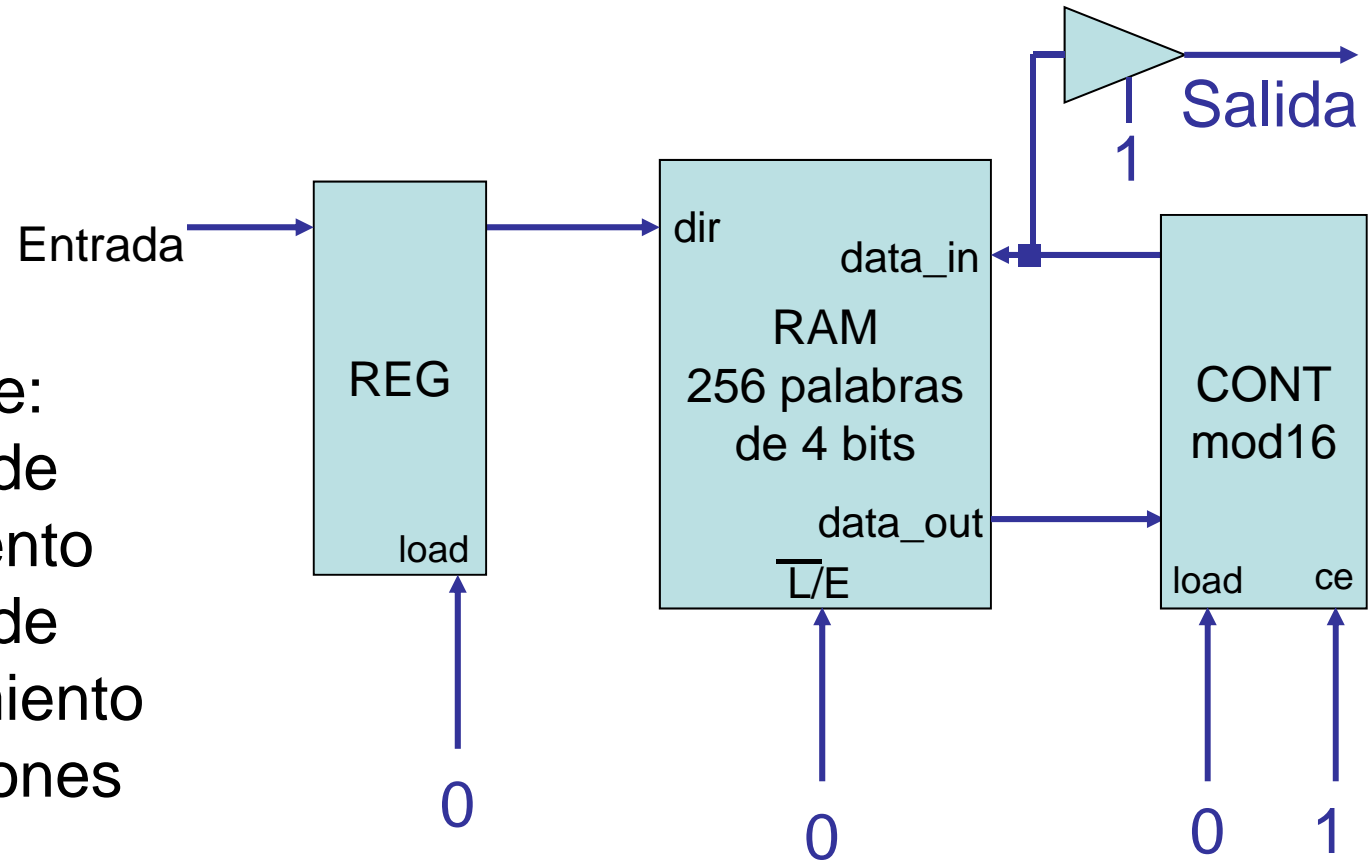 Salida
1
Entrada
dir
data_in
RAM
256 palabras
de 4 bits
data_out
L/E
REG
load
CONT
mod16
load ce
e:
de
ento
de
niento
ones
0
0
0 1